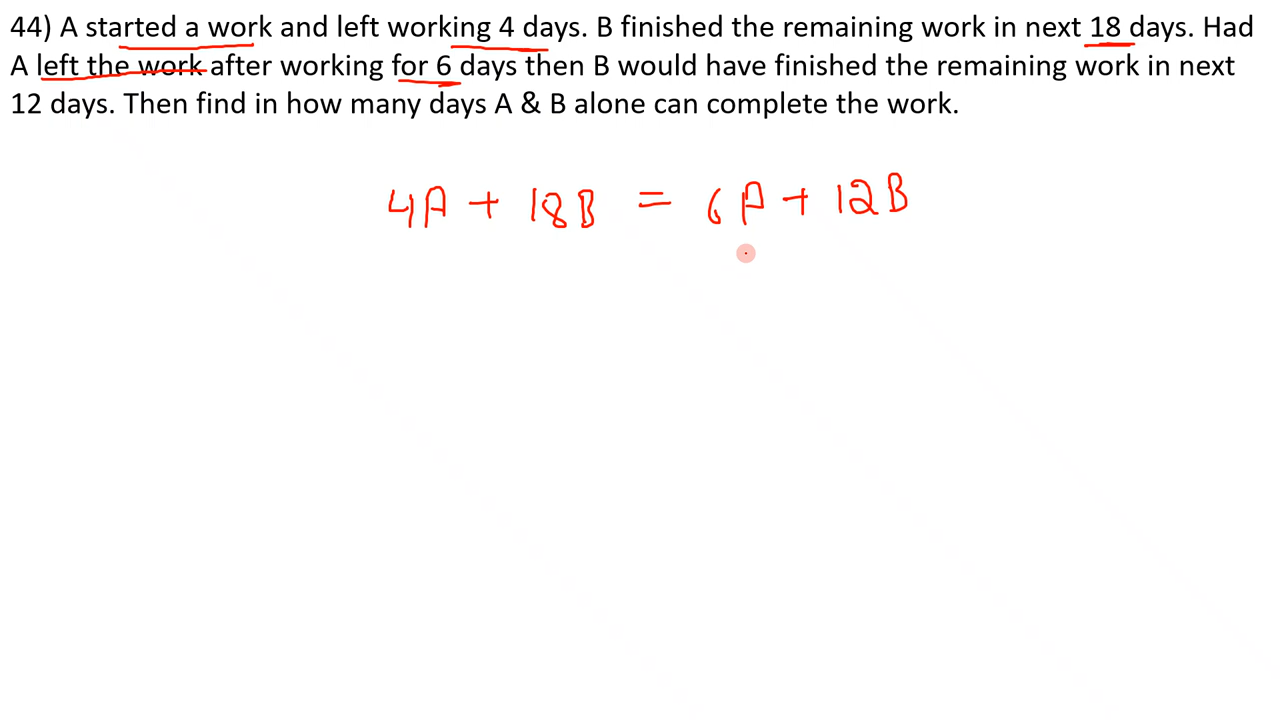 44) A started a work and left working 4 days. B finished the remaining work in next 18 days. Had
A left the work after working for 6 days then B would have finished the remaining work in next
12 days. Then find in how many days A & B alone can complete the work.
4A + 18B = 6A + 12B